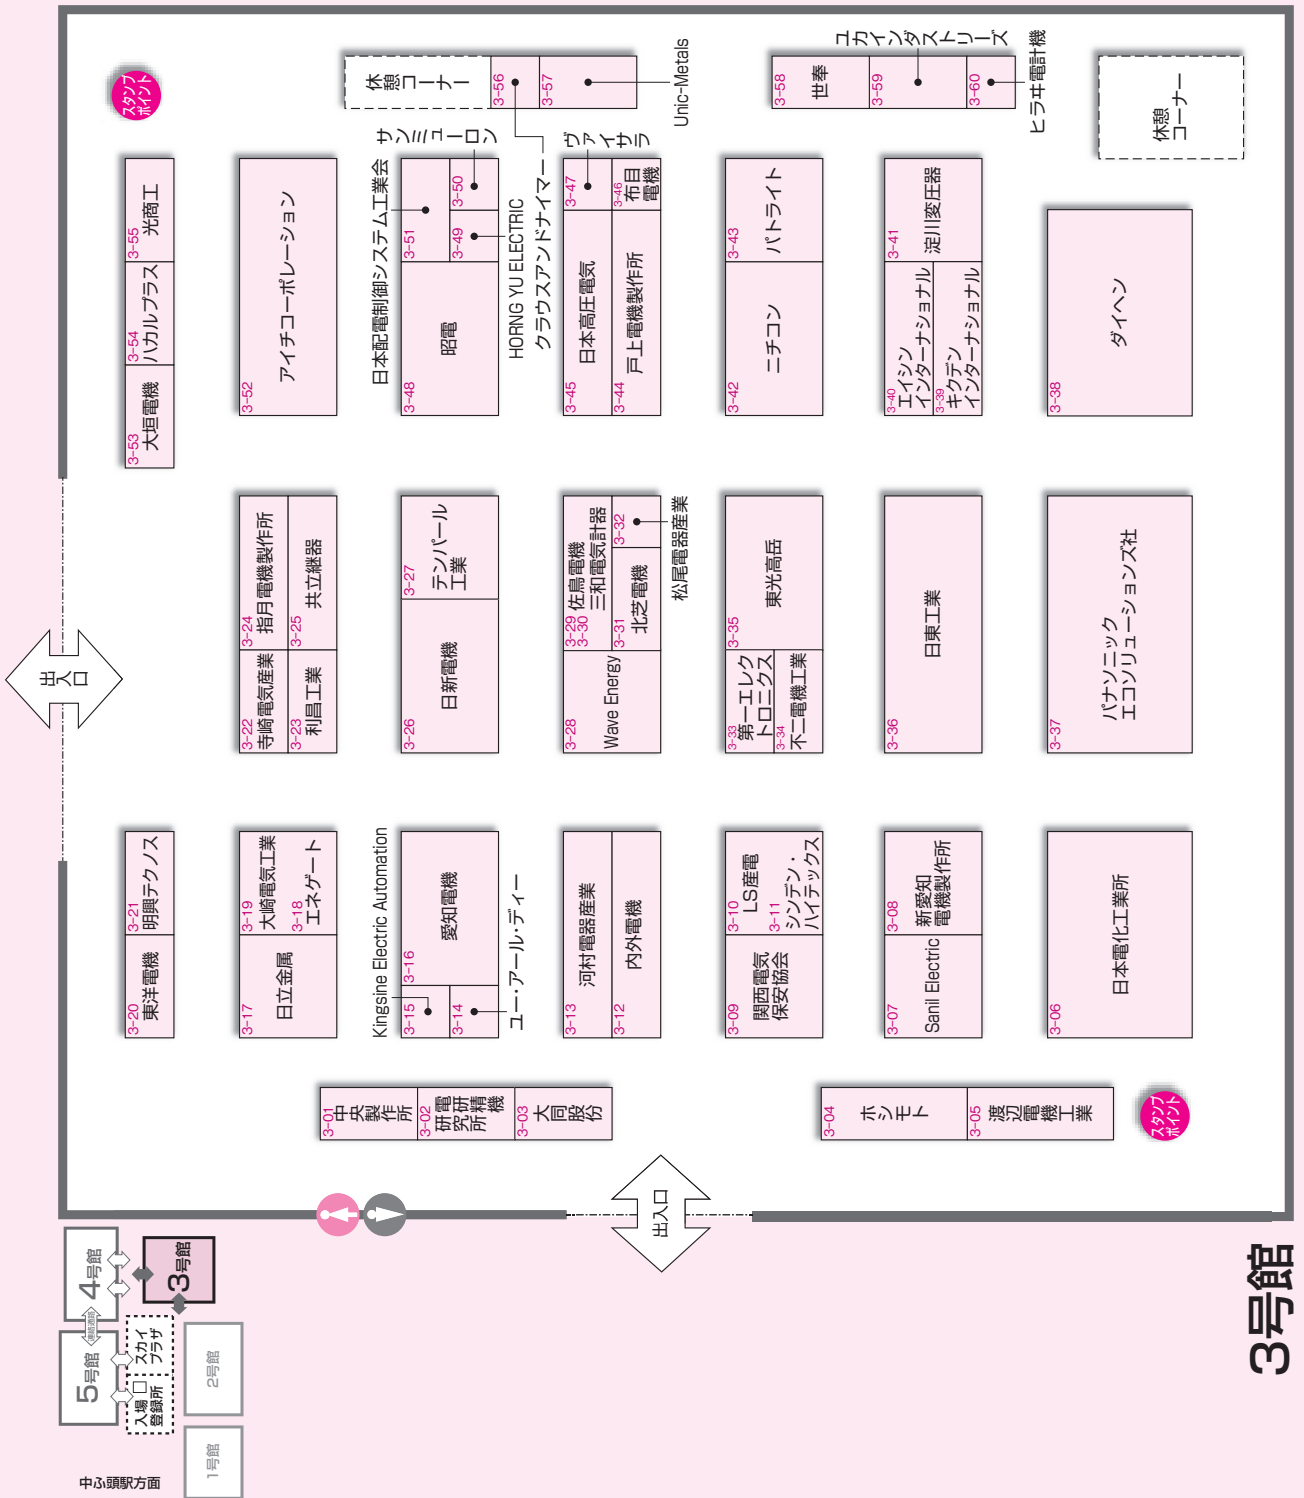 3号館
中ふ頭駅方面
1号館
2号館
3号館
4号館
5号館
連絡通路
スカイ
プラザ
入場口
登録所
出入口
出入口
スタンプ
ポイント
スタンプ
ポイント
休憩
コーナー
休憩
コーナー
3-01
中央
製作所
3-02
電研精機
研究所
3-03
大同股份
3-04
ホシモト
3-05
渡辺
電機工業
3-06
日本電化工業所
3-07
Sanil Electric
3-08
新愛知
電機製作所
3-09
関西電気
保安協会
3-10
LS産電
3-11
シンデン・
ハイテックス
3-12
内外電機
3-13
河村電器産業
3-14
ユー・アール・ディー
3-15
Kingsine Electric Automation
3-16
愛知電機
3-17
日立金属
3-18
エネゲート
3-19
大崎電気工業
3-20
東洋電機
3-21
明興テクノス
3-22
寺崎電気産業
3-23
利昌工業
3-24
指月電機製作所
3-25
共立継器
3-26
日新電機
3-27
テンパール
工業
3-28
Wave Energy
3-29
佐鳥電機
3-30
三和電気計器
3-31
北芝電機
3-32
松尾電器産業
3-33
第一エレク
トロニクス
3-34
不二電機工業
3-35
東光高岳
3-36
日東工業
3-37
パナソニック
エコソリューションズ社
3-38
ダイヘン
3-39
キクデン
インターナショナル
3-40
エイシン
インターナショナル
3-41
淀川変圧器
3-42
ニチコン
3-43
パトライト
3-44
戸上電機製作所
3-45
日本高圧電気
3-46
布目
電機
3-47
ヴァイサラ
3-48
昭電
3-49
HORNG YU ELECTRIC
3-50
サンミューロン
3-51
日本配電制御システム工業会
3-52
アイチコーポレーション
3-53
大垣電機
3-54
ハカルプラス
3-55
光商工
3-56
クラウスアンドナイマー
3-57
Unic-Metals
3-58
世奉
3-59
ユカインダストリーズ
3-60
ヒラヰ電計機